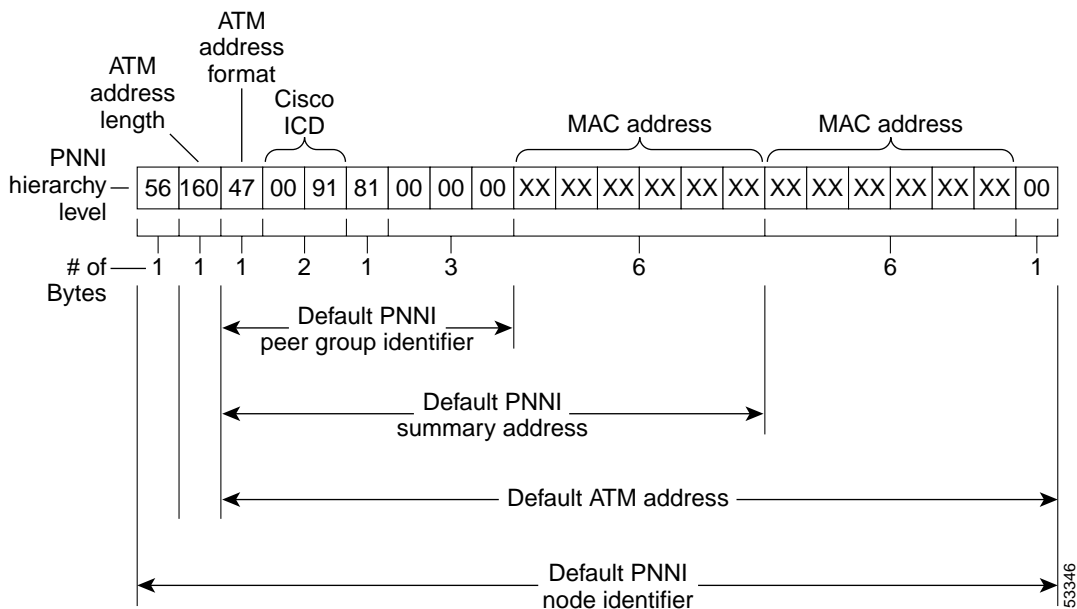 ATM
address
format
ATM
address
length
Cisco
ICD
MAC address
MAC address
PNNI
hierarchy
level
56 160 47 00 91 81 00 00 00 XX XX XX XX XX XX XX XX XX XX XX XX 00
# of
Bytes
1 1 1 2 1 3 6 6 1
Default PNNI
peer group identifier
Default PNNI
summary address
Default ATM address
Default PNNI
node identifier
53346